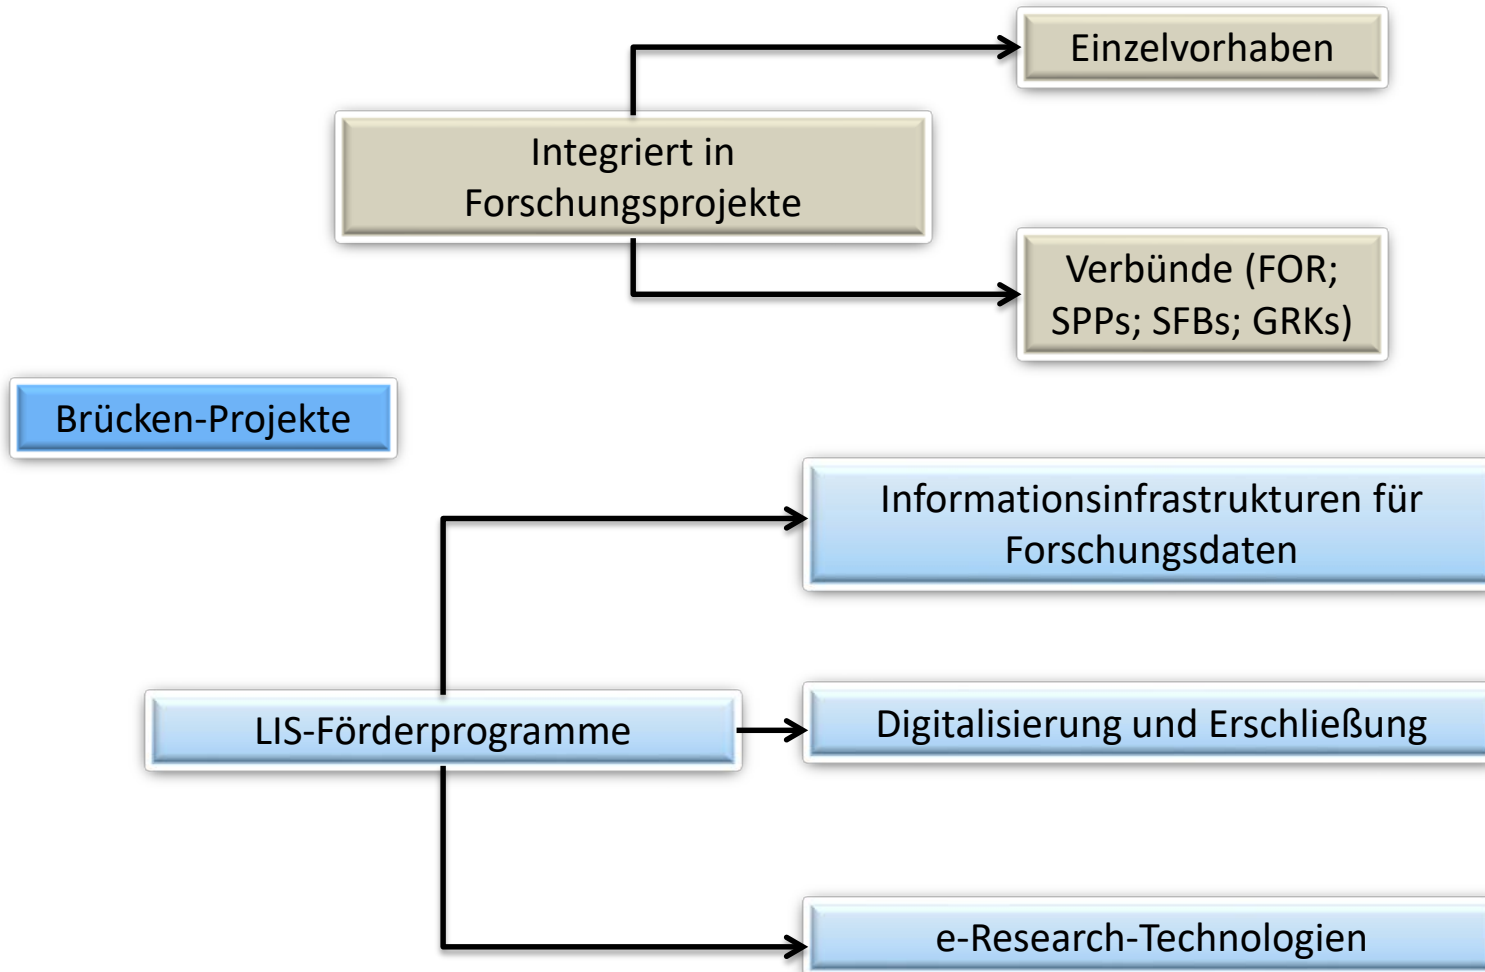 Einzelvorhaben
Integriert in
Forschungsprojekte
Verbünde (FOR;
SPPs; SFBs; GRKs)
Brücken-Projekte
Informationsinfrastrukturen für
Forschungsdaten
LIS-Förderprogramme
Digitalisierung und Erschließung
e-Research-Technologien